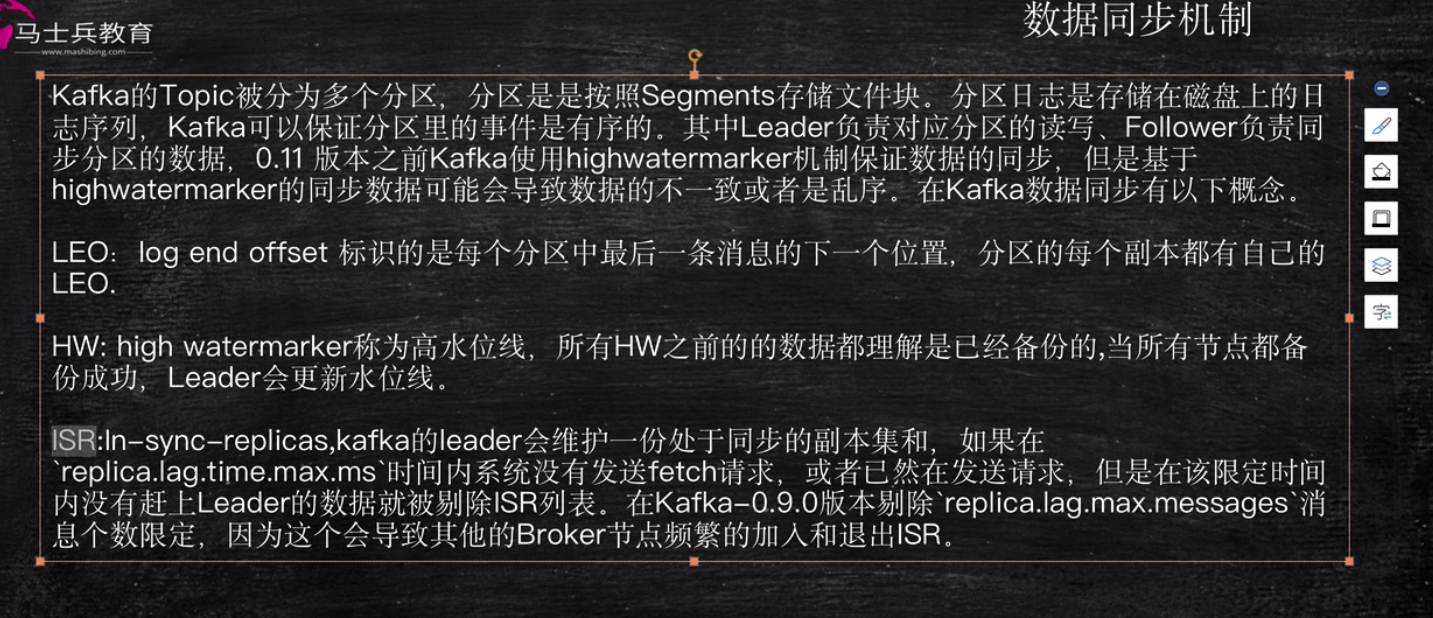 马士兵教育
www.mashibing.com
数据同步机制
Kafka的Topic被分为多个分区，分区是是按照Segments存储文件块。分区日志是存储在磁盘上的日
志序列，Kafka可以保证分区里的事件是有序的。其中Leader负责对应分区的读写、Follower负责同
步分区的数据，0.11 版本之前Kafka使用highwatermarker机制保证数据的同步，但是基于
highwatermarker的同步数据可能会导致数据的不一致或者是乱序。在Kafka数据同步有以下概念。
LEO：log end offset 标识的是每个分区中最后一条消息的下一个位置，分区的每个副本都有自己的
LEO.
HW: high watermarker称为高水位线，所有HW之前的的数据都理解是已经备份的,当所有节点都备
份成功，Leader会更新水位线。
ISR:In-sync-replicas,kafka的leader会维护一份处于同步的副本集和，如果在
`replica.lag.time.max.ms`时间内系统没有发送fetch请求，或者已然在发送请求，但是在该限定时间
内没有赶上Leader的数据就被剔除ISR列表。在Kafka-0.9.0版本剔除`replica.lag.max.messages`消
息个数限定，因为这个会导致其他的Broker节点频繁的加入和退出ISR。
字